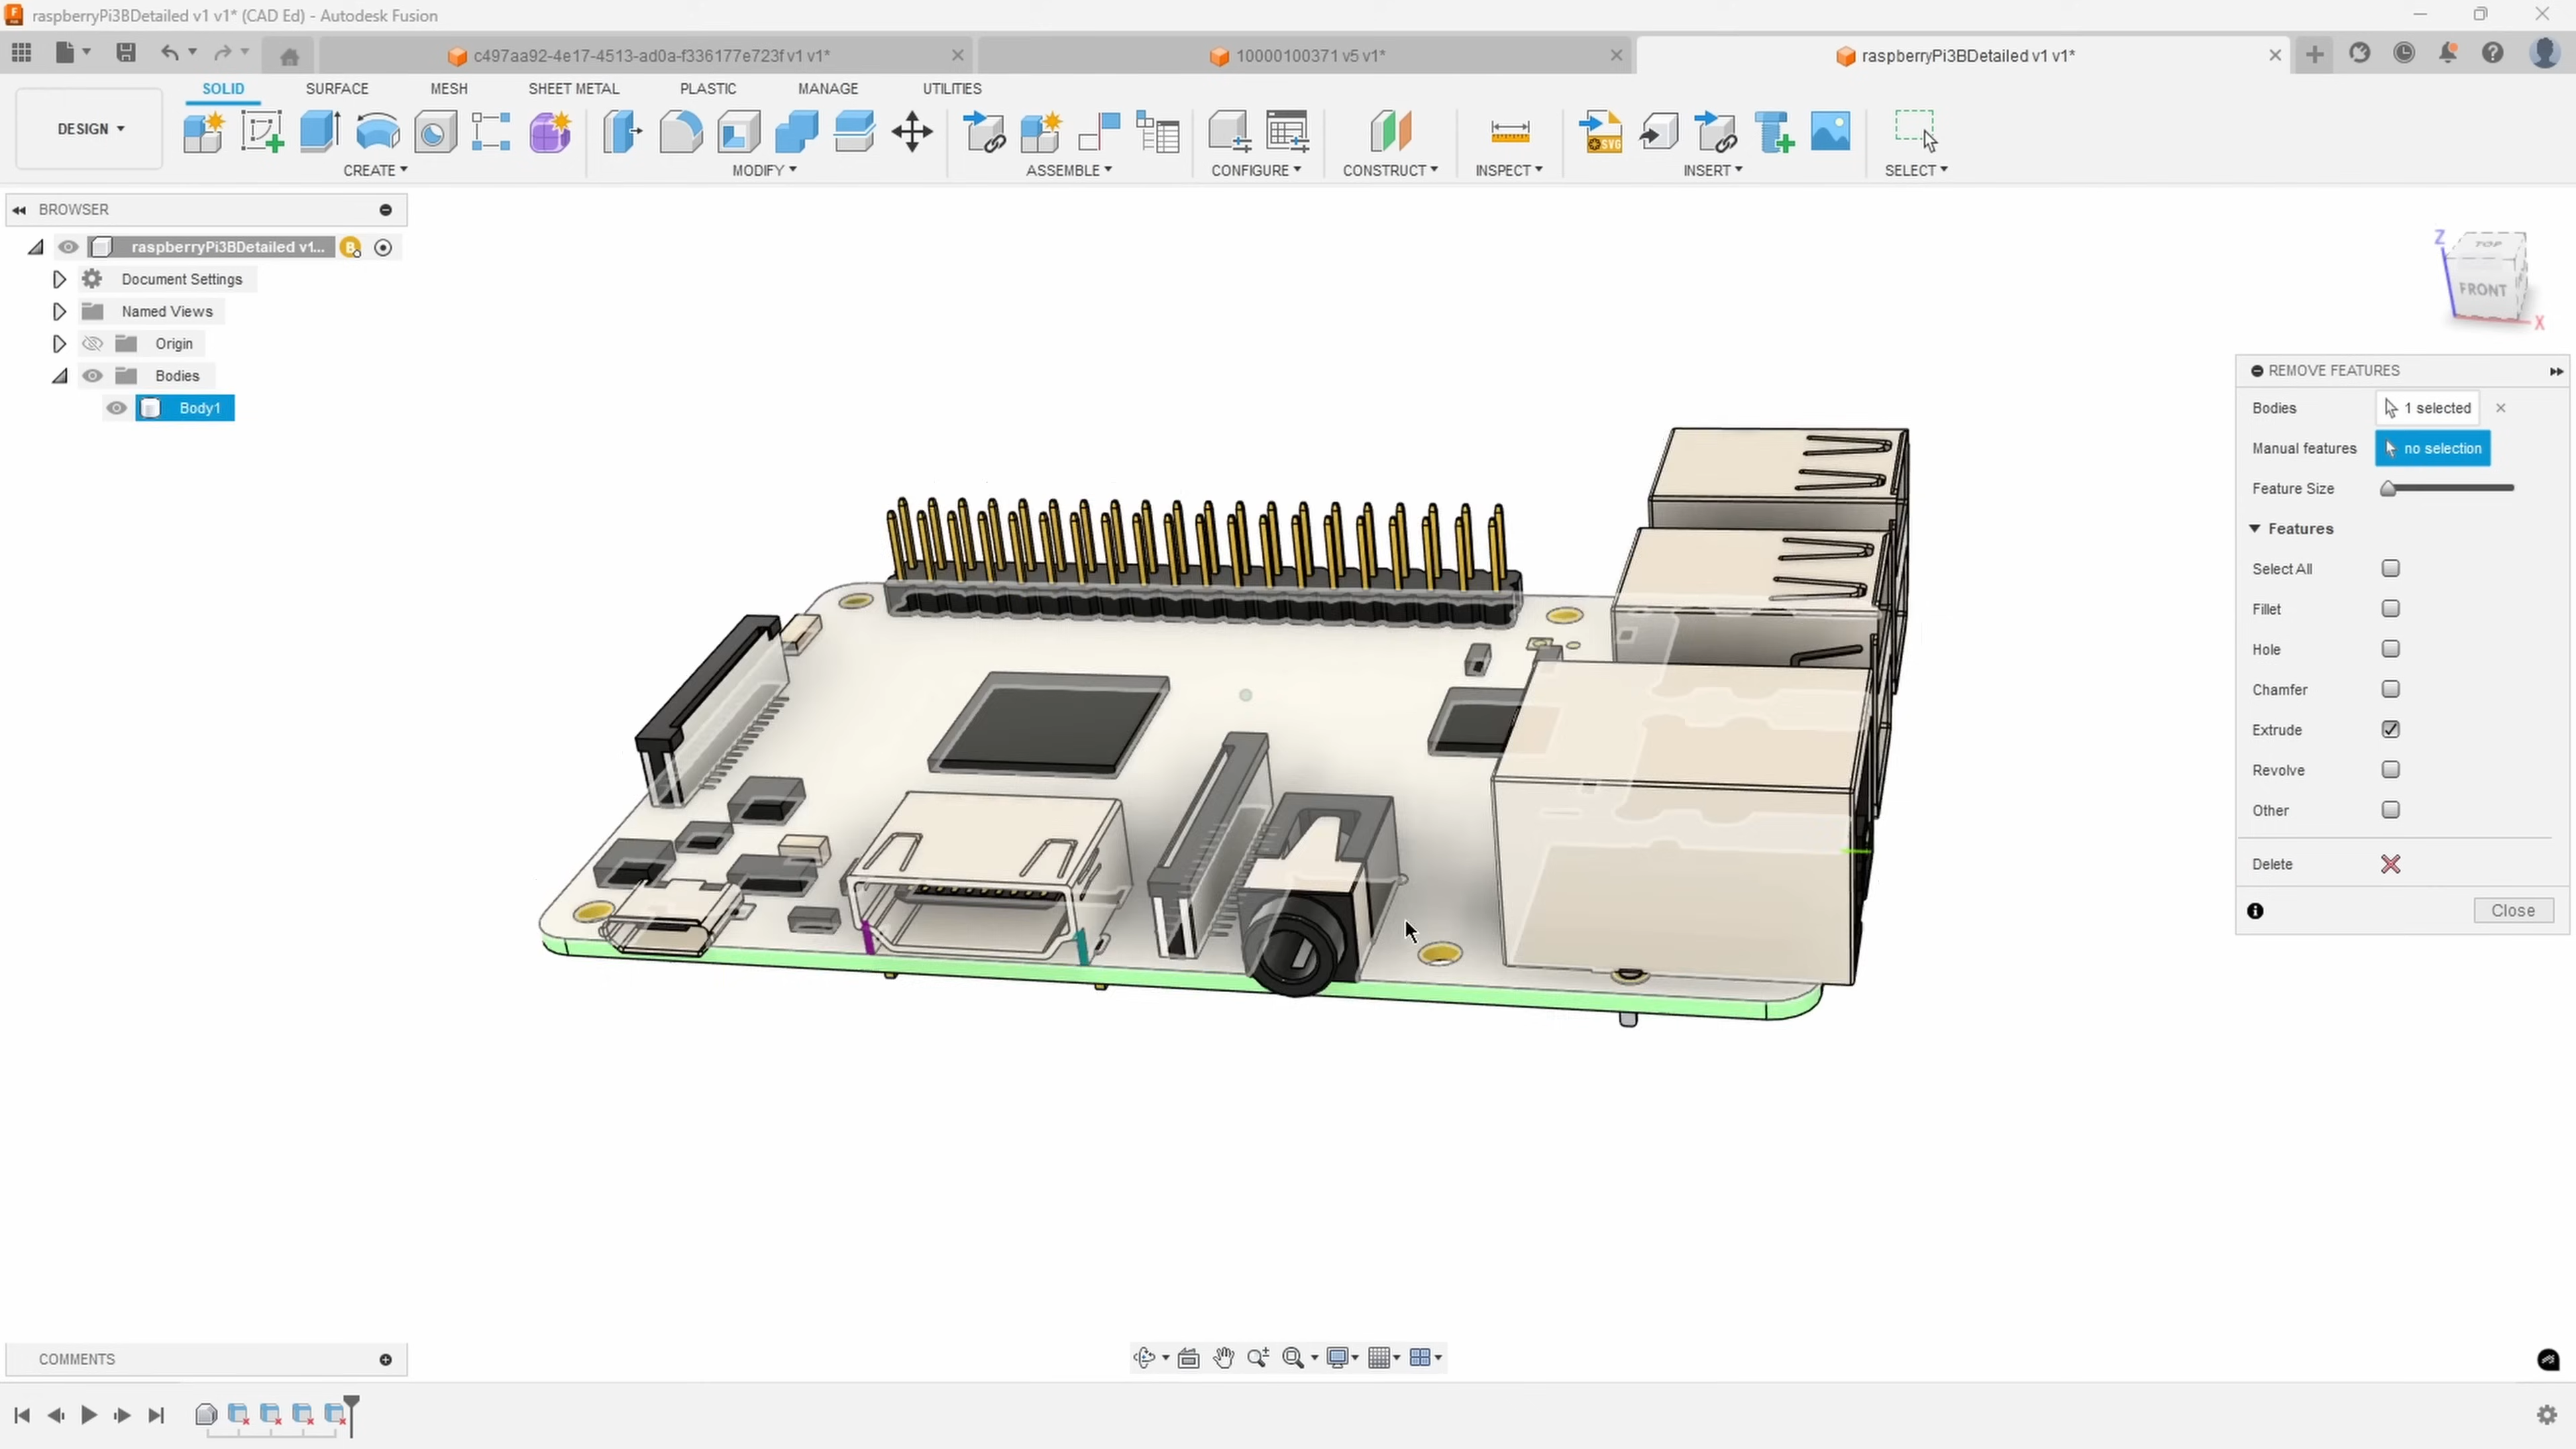 raspberryPi3BDetailed v1 v1* (CAD Ed) - Autodesk Fusion
c497aa92-4e17-4513-ad0a-f336177e723f v1 v1*
10000100371 v5 v1*
raspberryPi3BDetailed v1 v1*
SOLID
SURFACE
MESH
SHEET METAL
PLASTIC
MANAGE
UTILITIES
DESIGN
CREATE
MODIFY
ASSEMBLE
CONFIGURE
CONSTRUCT
INSPECT
SVG
INSERT
SELECT
BROWSER
raspberryPi3BDetailed v1...
B
Document Settings
Named Views
Origin
Bodies
Body1
Z
TOP
FRONT
X
REMOVE FEATURES
Bodies
1 selected
Manual features
no selection
Feature Size
Features
Select All
Fillet
Hole
Chamfer
Extrude
Revolve
Other
Delete
Close
COMMENTS